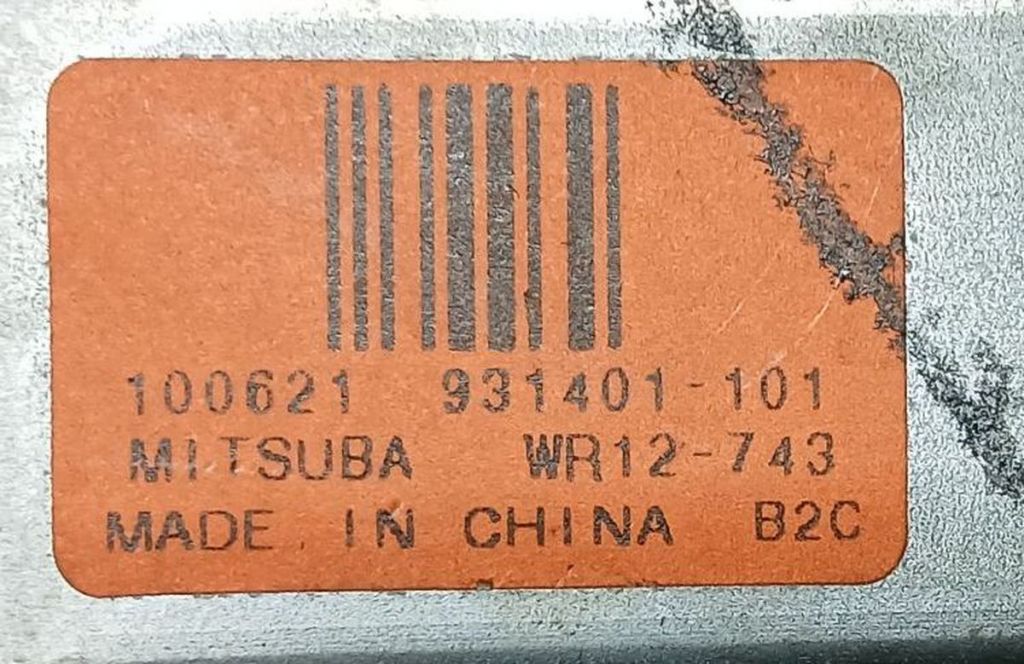 100621 931401-101
MITSUBA WR12-743
MADE IN CHINA B2C